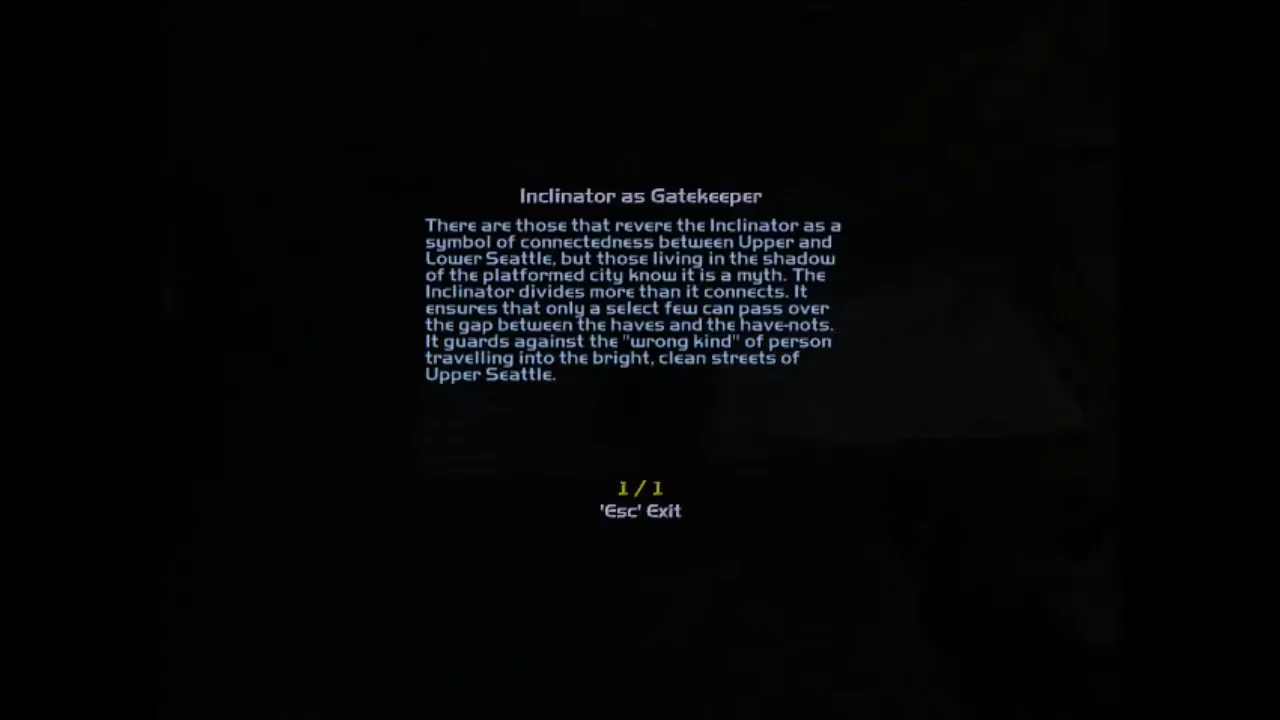 Inclinator as Gatekeeper
There are those that revere the Inclinator as a
symbol of connectedness between Upper and
Lower Seattle, but those living in the shadow
of the platformed city know it is a myth. The
Inclinator divides more than it connects. It
ensures that only a select few can pass over
the gap between the haves and the have-nots.
It guards against the "wrong kind" of person
travelling into the bright, clean streets of
Upper Seattle.
1 / 1
'Esc' Exit